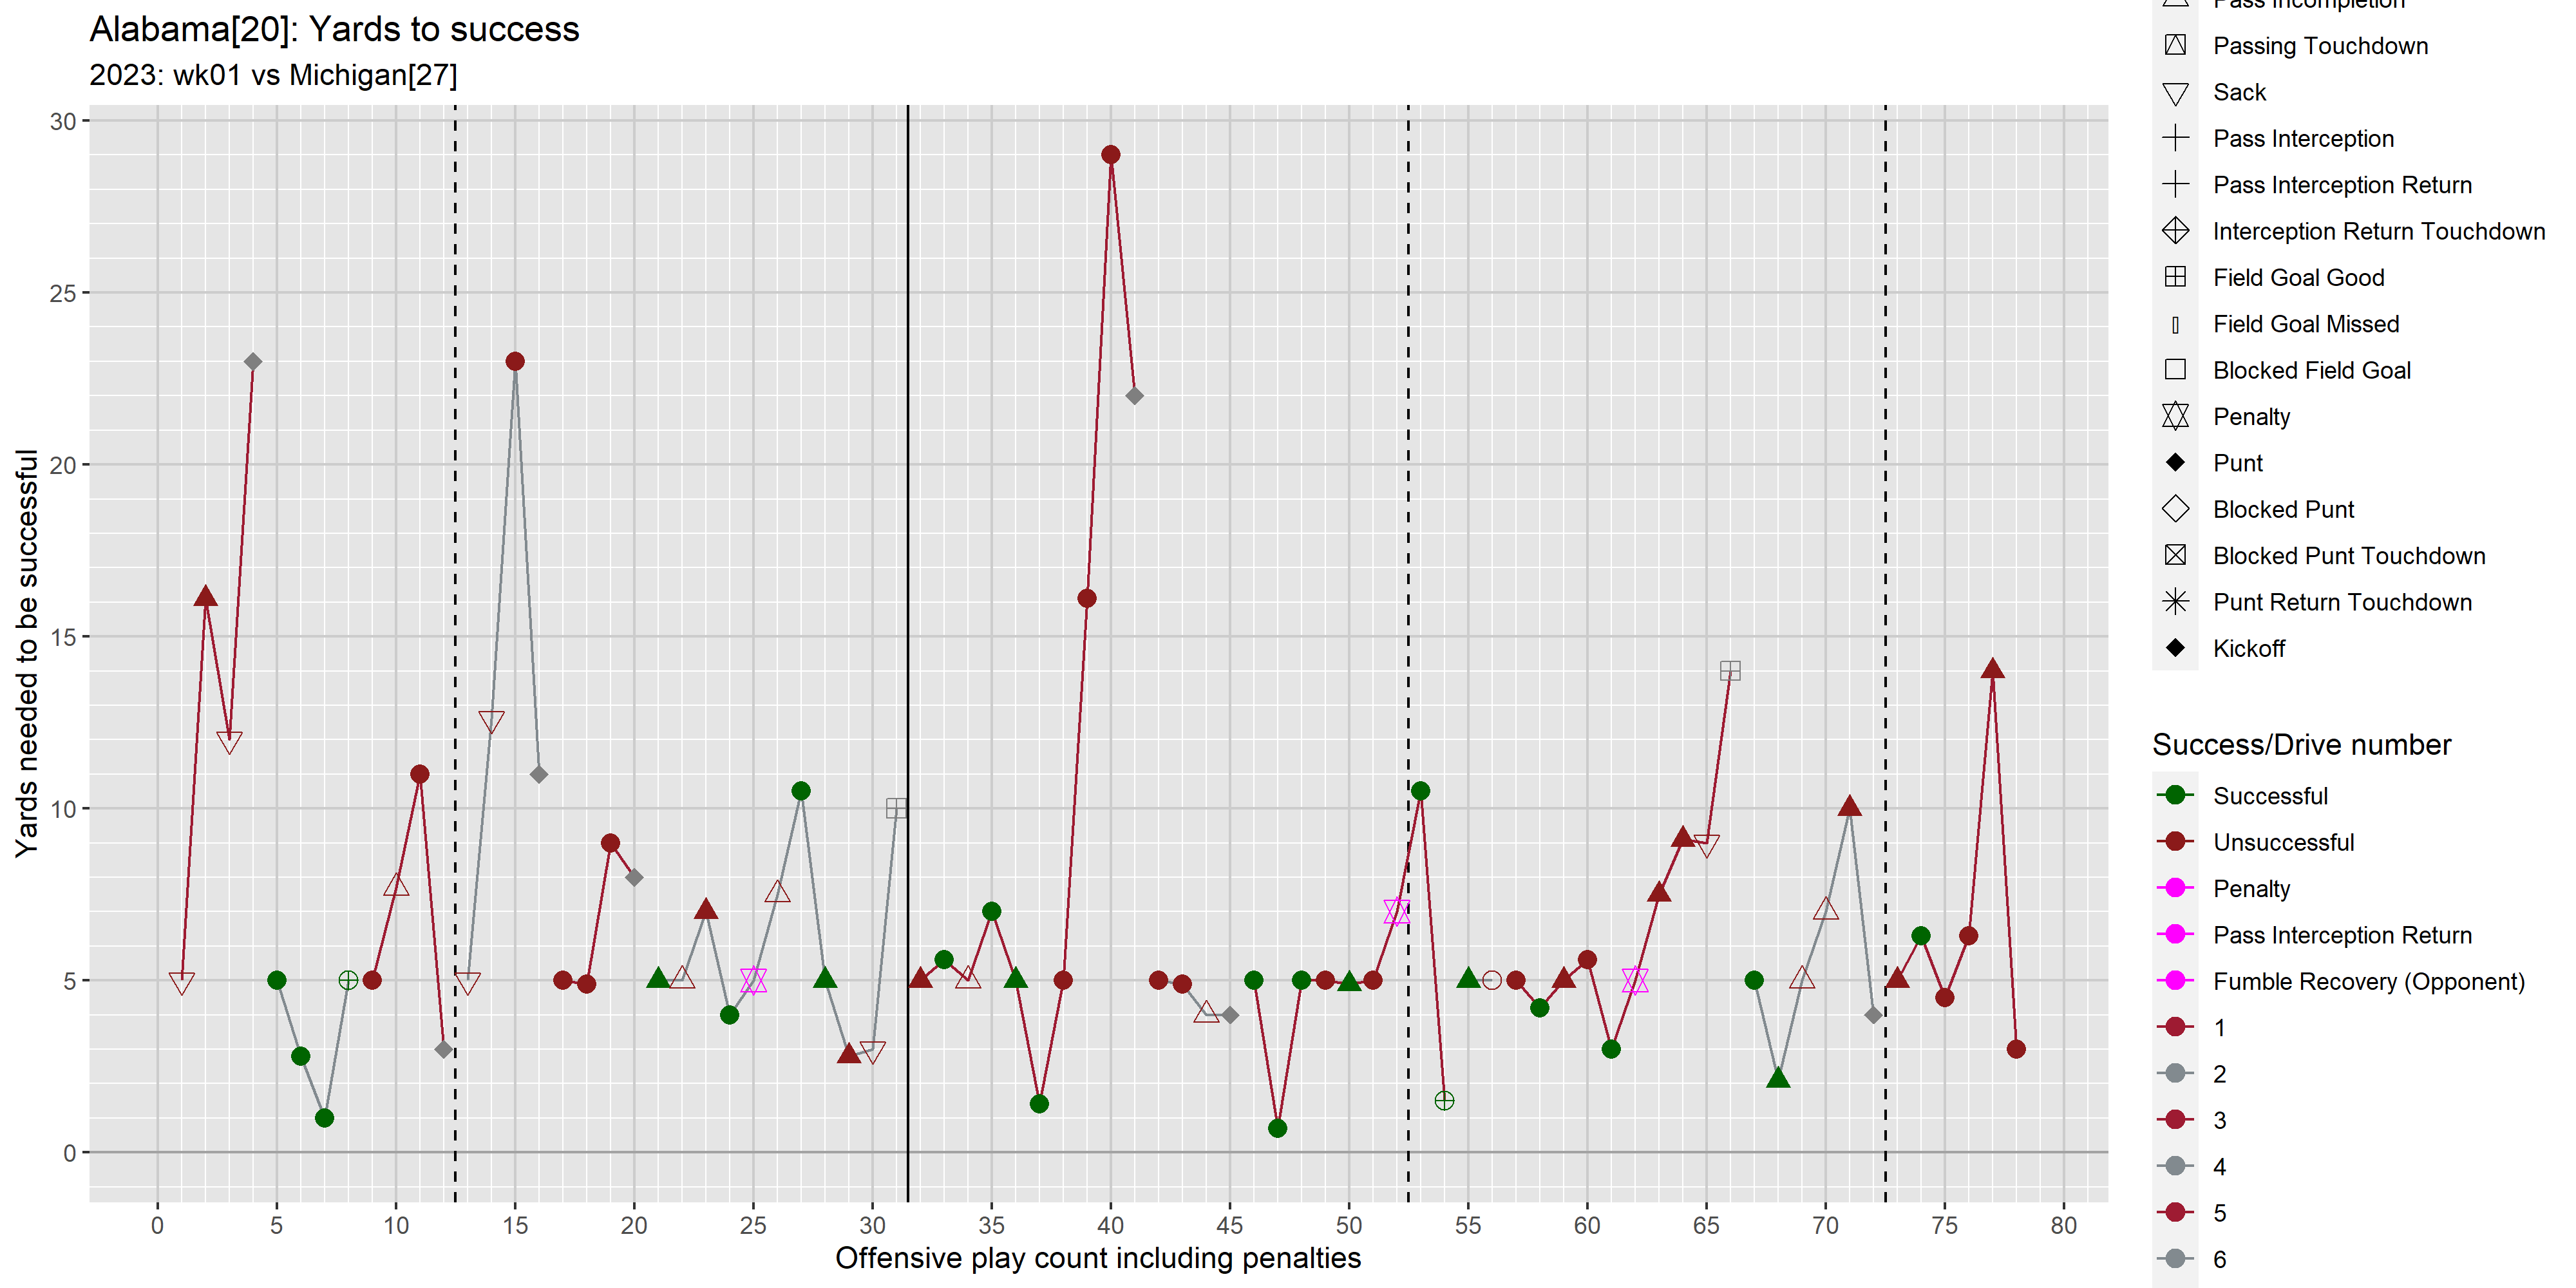 Alabama[20]: Yards to success
2023: wk01 vs Michigan[27]
Yards needed to be successful
30
25
20
15
10
5
0
0 5 10 15 20 25 30 35 40 45 50 55 60 65 70 75 80
Offensive play count including penalties
Pass Incompletion
Passing Touchdown
Sack
Pass Interception
Pass Interception Return
Interception Return Touchdown
Field Goal Good
Field Goal Missed
Blocked Field Goal
Penalty
Punt
Blocked Punt
Blocked Punt Touchdown
Punt Return Touchdown
Kickoff
Success/Drive number
Successful
Unsuccessful
Penalty
Pass Interception Return
Fumble Recovery (Opponent)
1
2
3
4
5
6